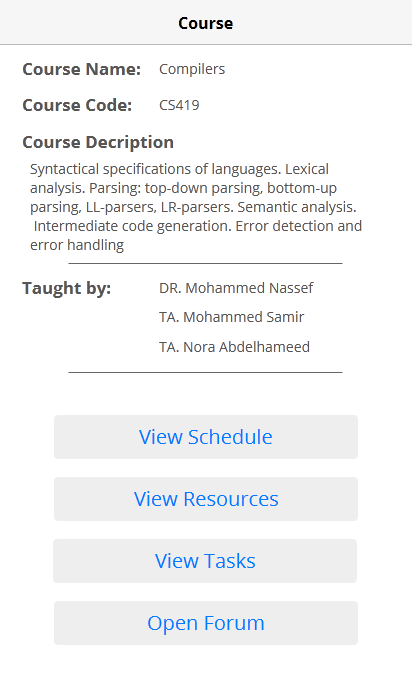 Course
Course Name: Compilers
Course Code: CS419
Course Decription
Syntactical specifications of languages. Lexical
analysis. Parsing: top-down parsing, bottom-up
parsing, LL-parsers, LR-parsers. Semantic analysis.
Intermediate code generation. Error detection and
error handling
Taught by: DR. Mohammed Nassef
TA. Mohammed Samir
TA. Nora Abdelhameed
View Schedule
View Resources
View Tasks
Open Forum